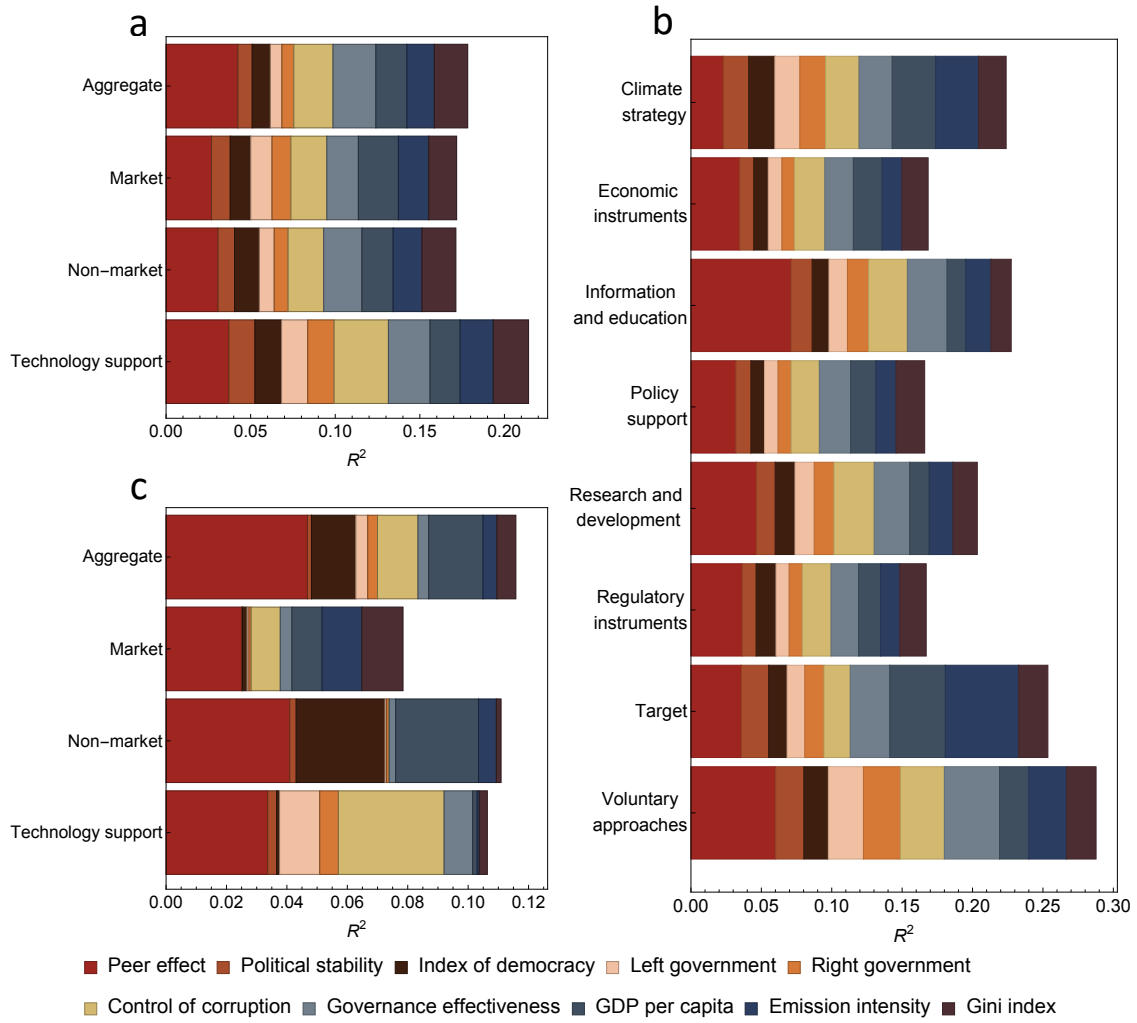 a
Aggregate
Market
Non−market
Technology support
0.00 0.05 0.10 0.15 0.20
R²
b
Climate
strategy
Economic
instruments
Information
and education
Policy
support
Research and
development
Regulatory
instruments
Target
Voluntary
approaches
0.00 0.05 0.10 0.15 0.20 0.25 0.30
R²
c
Aggregate
Market
Non−market
Technology support
0.00 0.02 0.04 0.06 0.08 0.10 0.12
R²
Peer effect Political stability Index of democracy Left government Right government
Control of corruption Governance effectiveness GDP per capita Emission intensity Gini index